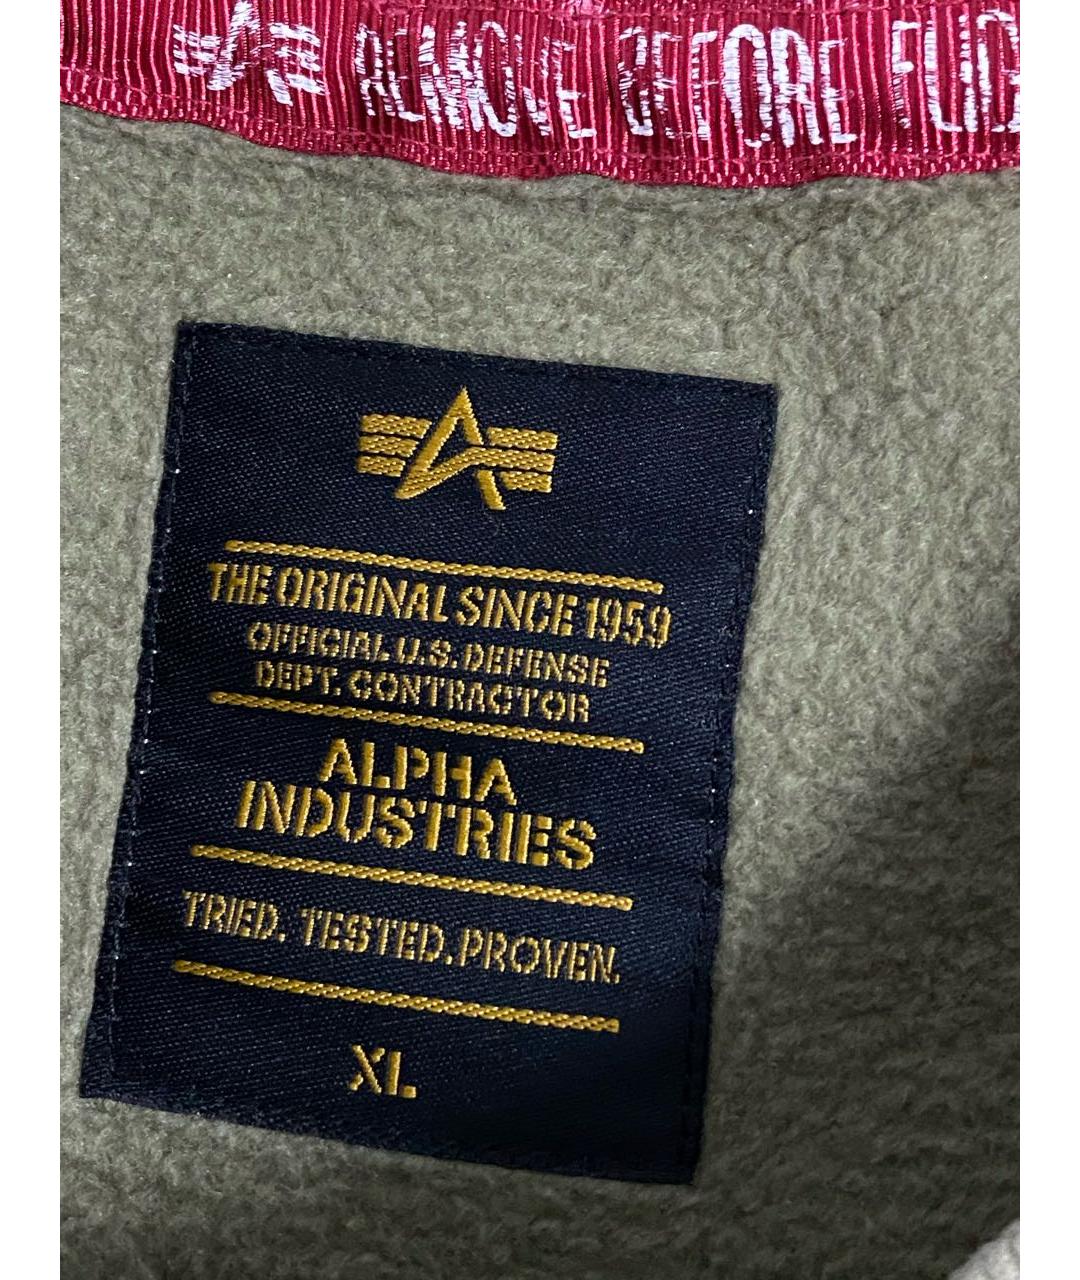 REMOVE BEFORE
THE ORIGINAL SINCE 1959
OFFICIAL U.S. DEFENSE
DEPT. CONTRACTOR
ALPHA
INDUSTRIES
TRIED. TESTED. PROVEN.
XL